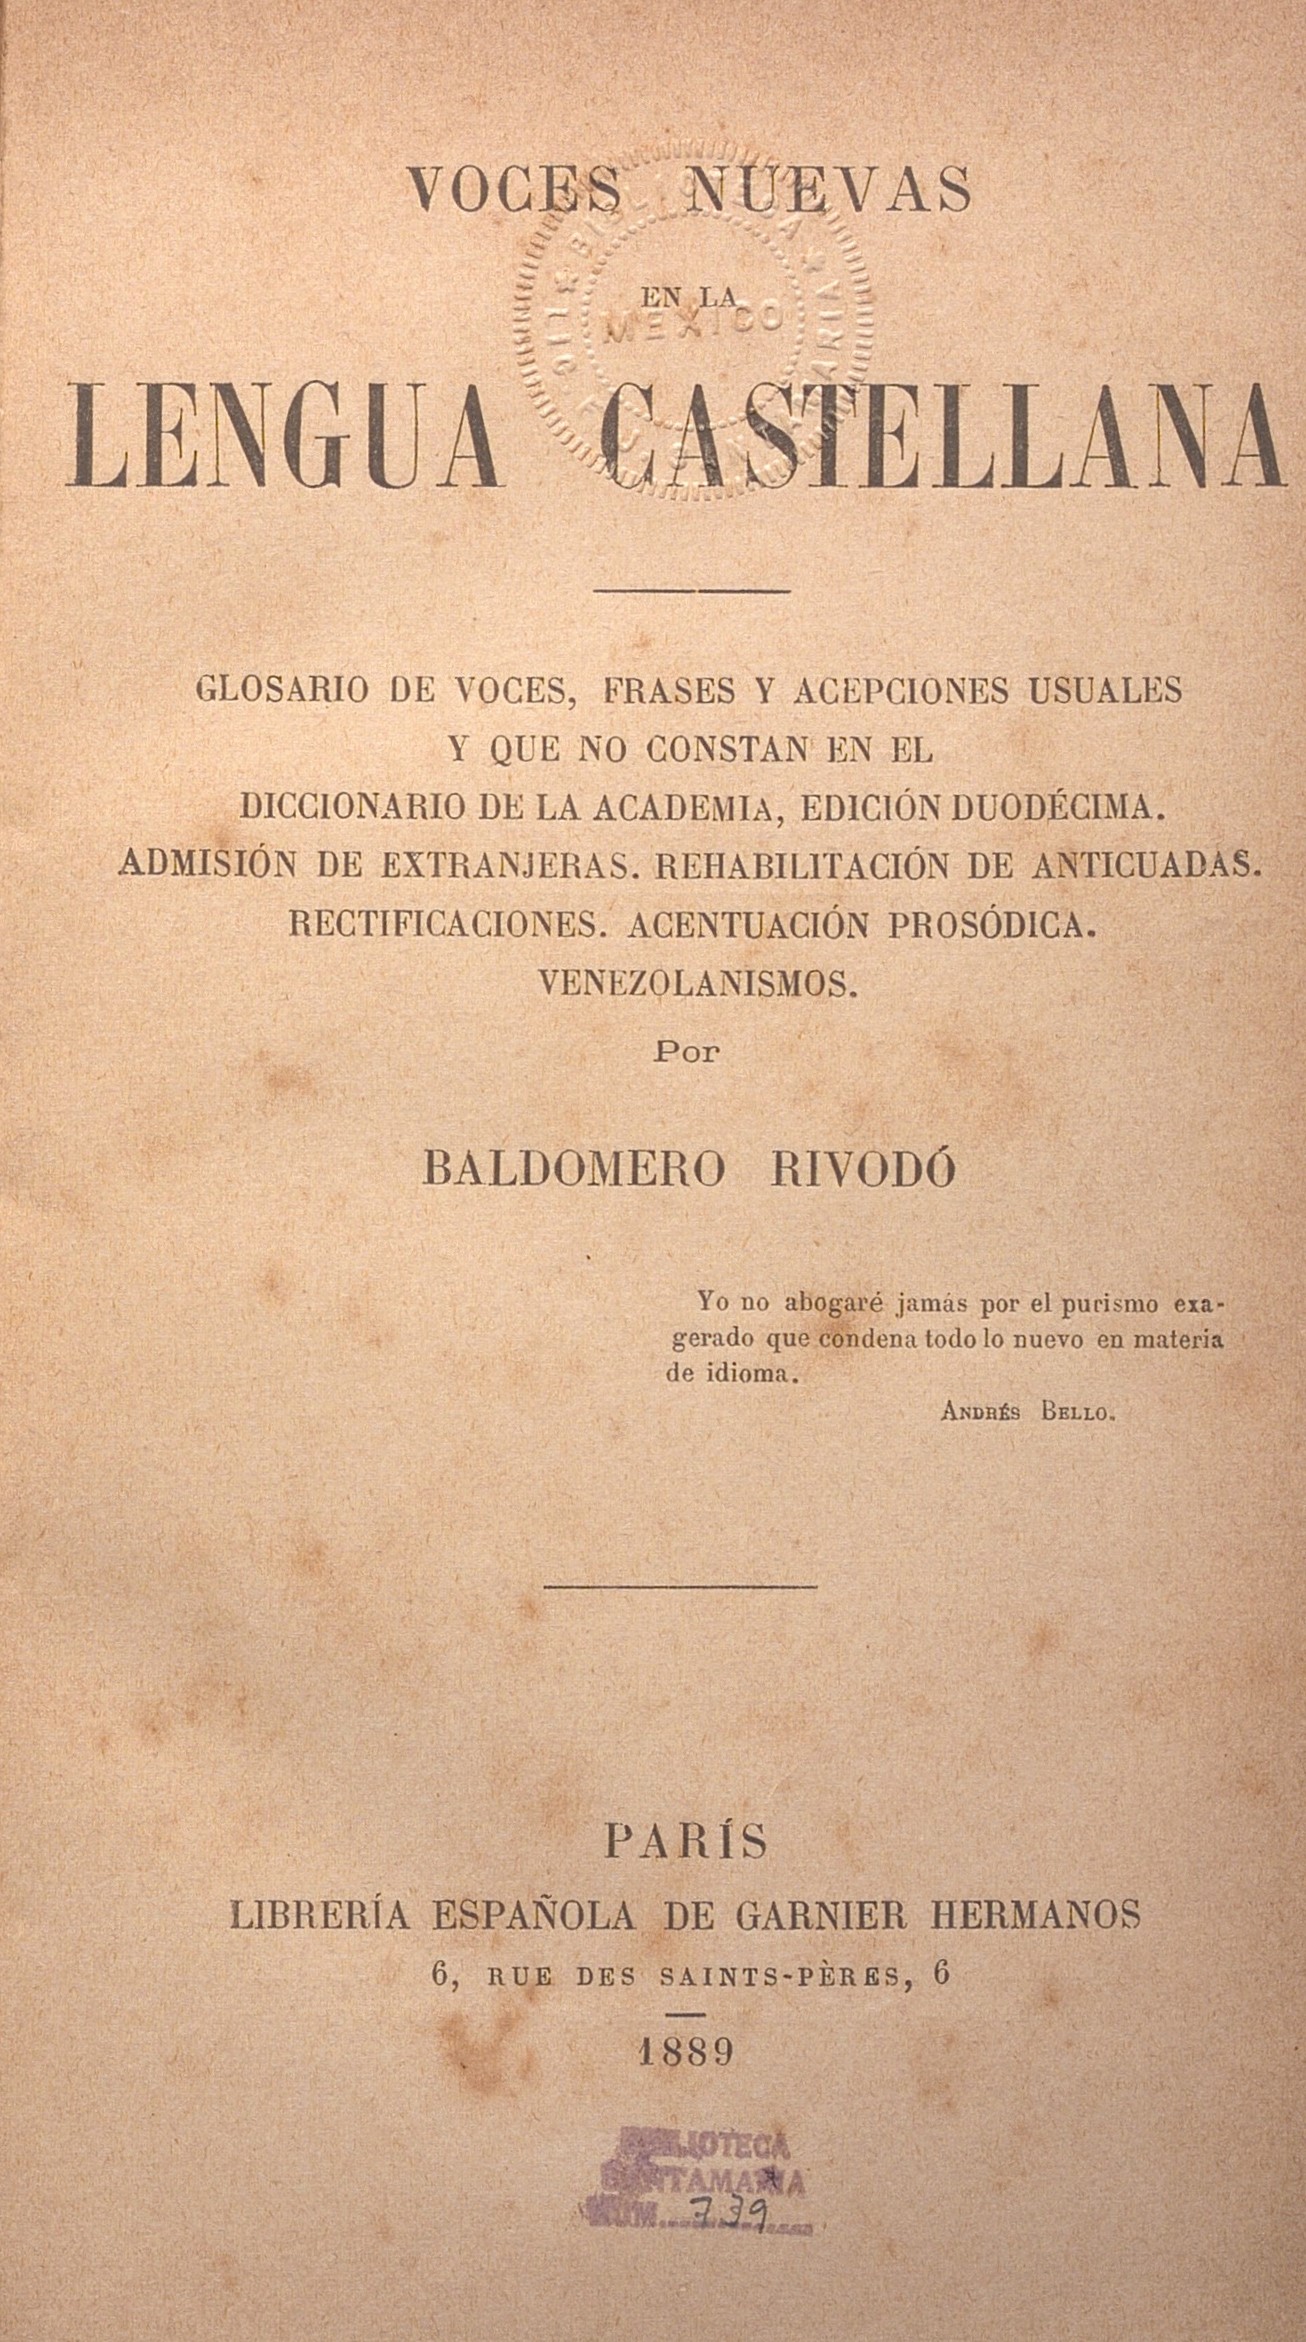 VOCES NUEVAS
EN LA
MEXICO
LENGUA CASTELLANA
GLOSARIO DE VOCES, FRASES Y ACEPCIONES USUALES
Y QUE NO CONSTAN EN EL
DICCIONARIO DE LA ACADEMIA, EDICIÓN DUODÉCIMA.
ADMISIÓN DE EXTRANJERAS. REHABILITACIÓN DE ANTICUADAS.
RECTIFICACIONES. ACENTUACIÓN PROSÓDICA.
VENEZOLANISMOS.
Por
BALDOMERO RIVODÓ
Yo no abogaré jamás por el purismo exa-
gerado que condena todo lo nuevo en materia
de idioma.
ANDRÉS BELLO.
PARÍS
LIBRERÍA ESPAÑOLA DE GARNIER HERMANOS
6, RUE DES SAINTS-PÈRES, 6
1889
BIBLIOTECA
SANTAMARIA
NUM. 739